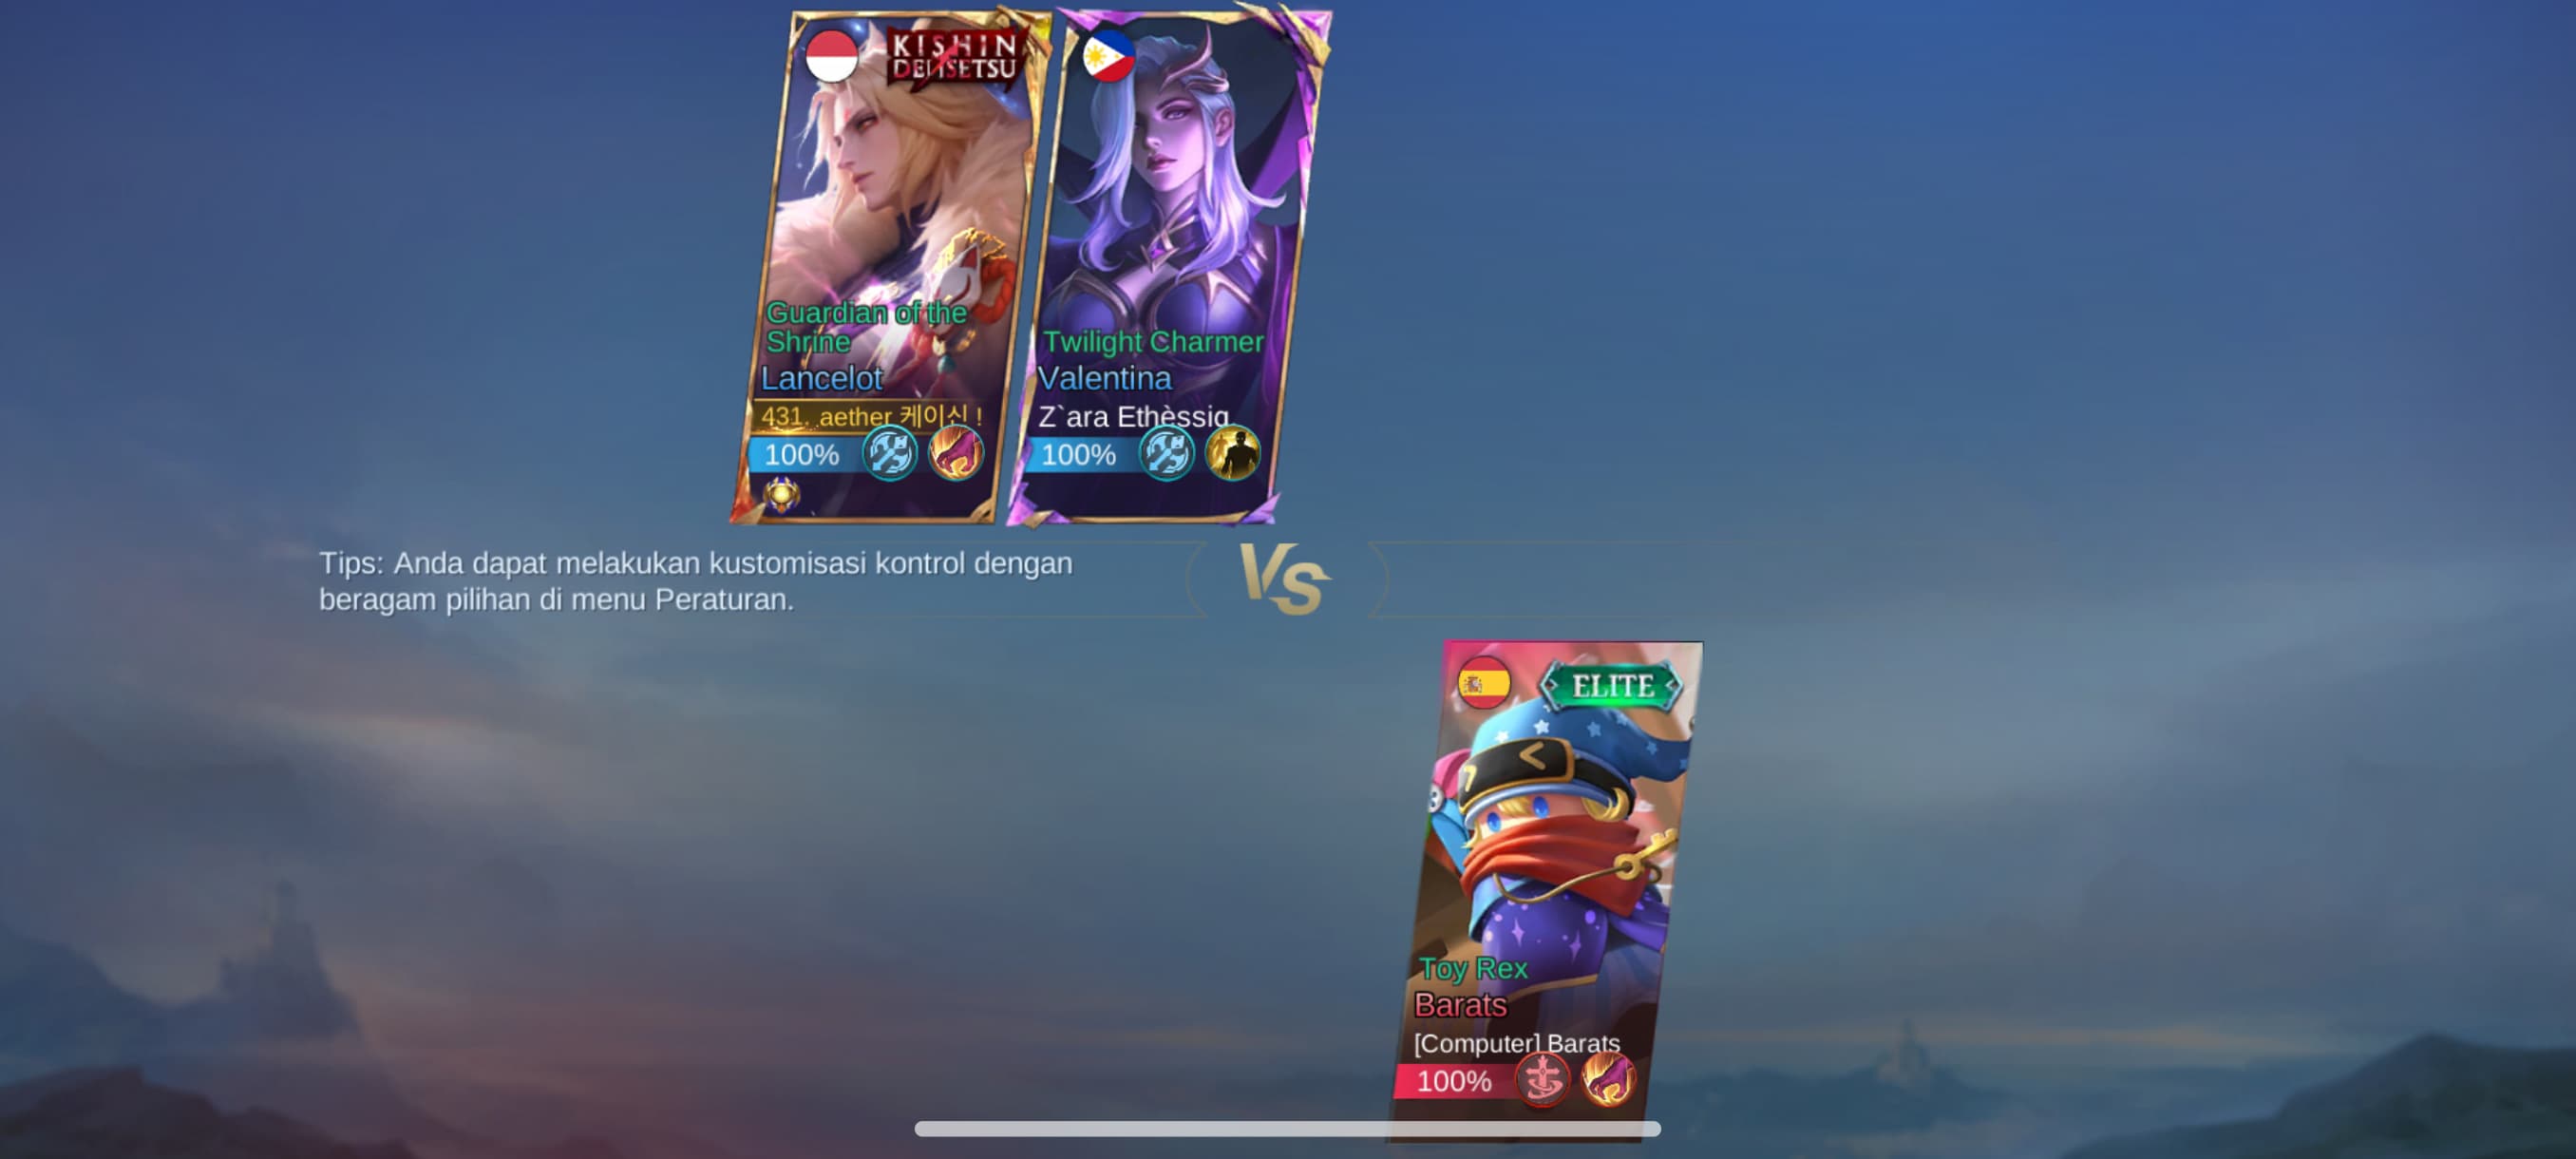 KISHIN
DENSETSU
Guardian of the
Shrine
Lancelot
431. aether 케이신 !
100%
Twilight Charmer
Valentina
Z`ara Ethèssig
100%
Tips: Anda dapat melakukan kustomisasi kontrol dengan
beragam pilihan di menu Peraturan.
VS
ELITE
Toy Rex
Barats
[Computer] Barats
100%